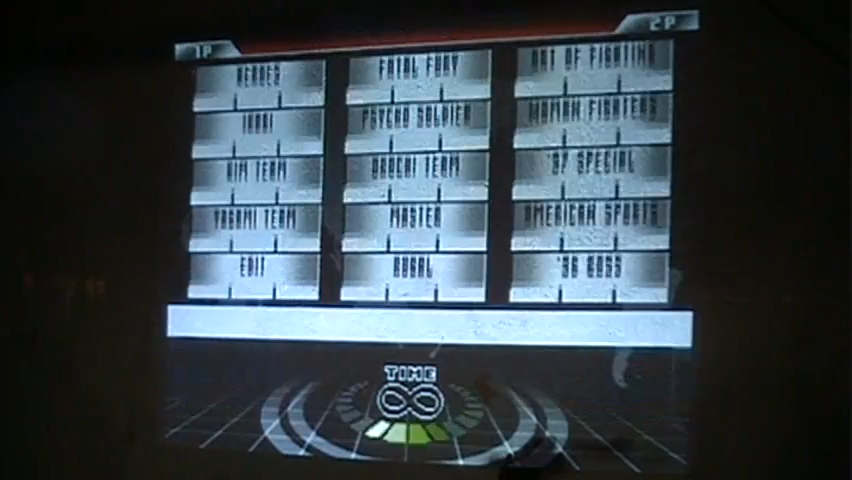 1P
2P
HEROES
FATAL FURY
ART OF FIGHTING
IKARI
PSYCHO SOLDIER
WOMAN FIGHTERS
KIM TEAM
OROCHI TEAM
'97 SPECIAL
YAGAMI TEAM
MASTER
AMERICAN SPORTS
EDIT
RURAL
'96 BOSS
TIME
∞